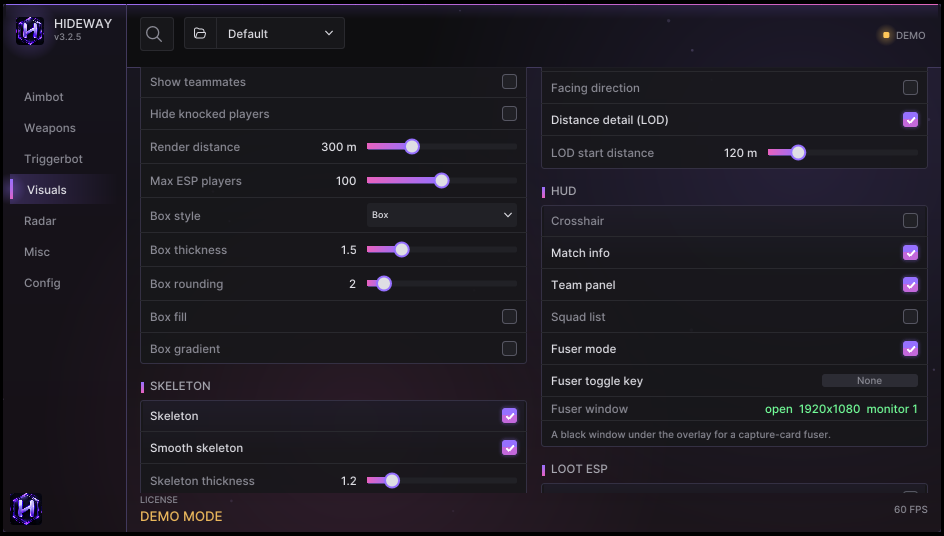 HIDEWAY
v3.2.5
Default
DEMO
Aimbot
Weapons
Triggerbot
Visuals
Radar
Misc
Config
Show teammates
Hide knocked players
Render distance 300 m
Max ESP players 100
Box style Box
Box thickness 1.5
Box rounding 2
Box fill
Box gradient
SKELETON
Skeleton
Smooth skeleton
Skeleton thickness 1.2
Facing direction
Distance detail (LOD)
LOD start distance 120 m
HUD
Crosshair
Match info
Team panel
Squad list
Fuser mode
Fuser toggle key None
Fuser window open 1920x1080 monitor 1
A black window under the overlay for a capture-card fuser.
LOOT ESP
LICENSE
DEMO MODE
60 FPS